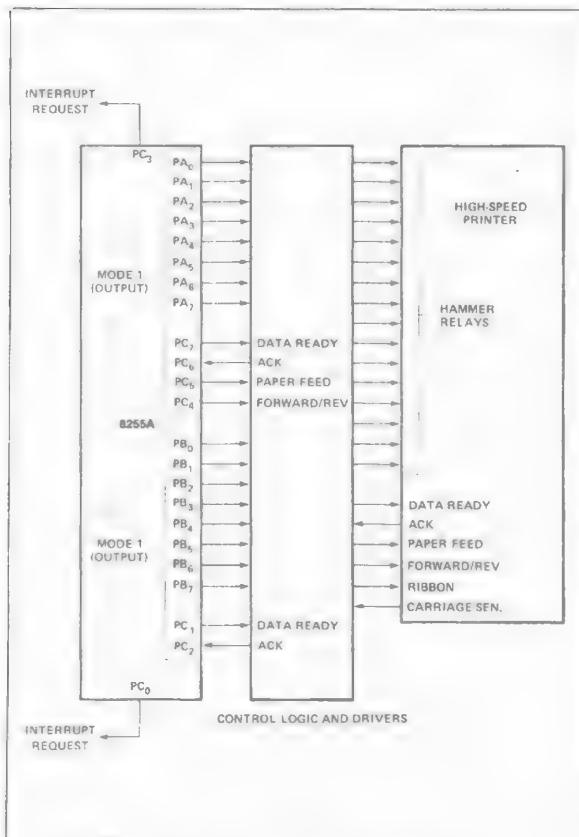 INTERRUPT
REQUEST
PC3
PA0
PA1
PA2
PA3
PA4
PA5
PA6
PA7
MODE 1
(OUTPUT)
PC7
PC6
PC5
PC4
8255A
PB0
PB1
PB2
PB3
PB4
PB5
PB6
PB7
MODE 1
(OUTPUT)
PC1
PC2
PC0
INTERRUPT
REQUEST
DATA READY
ACK
PAPER FEED
FORWARD/REV
DATA READY
ACK
CONTROL LOGIC AND DRIVERS
HIGH-SPEED
PRINTER
HAMMER
RELAYS
DATA READY
ACK
PAPER FEED
FORWARD/REV
RIBBON
CARRIAGE SEN.